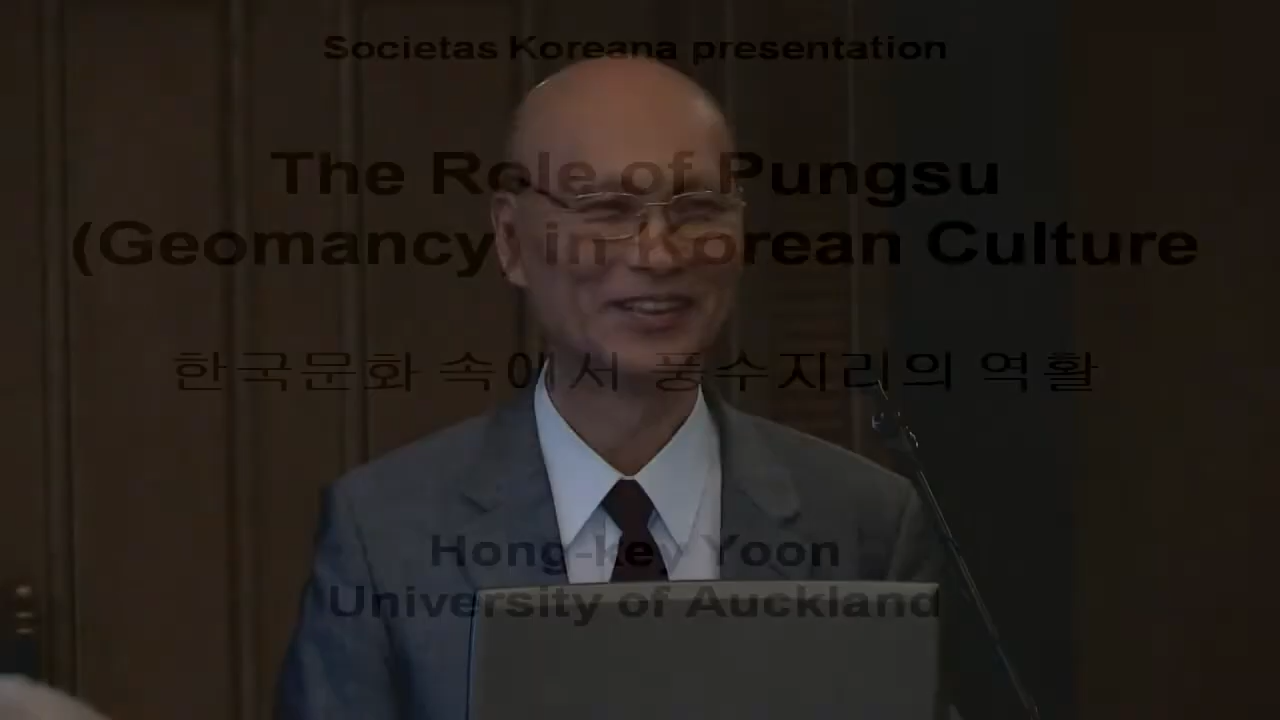 Societas Koreana presentation
The Role of Pungsu
(Geomancy) in Korean Culture
한국문화 속에서 풍수지리의 역활
Hong-key Yoon
University of Auckland